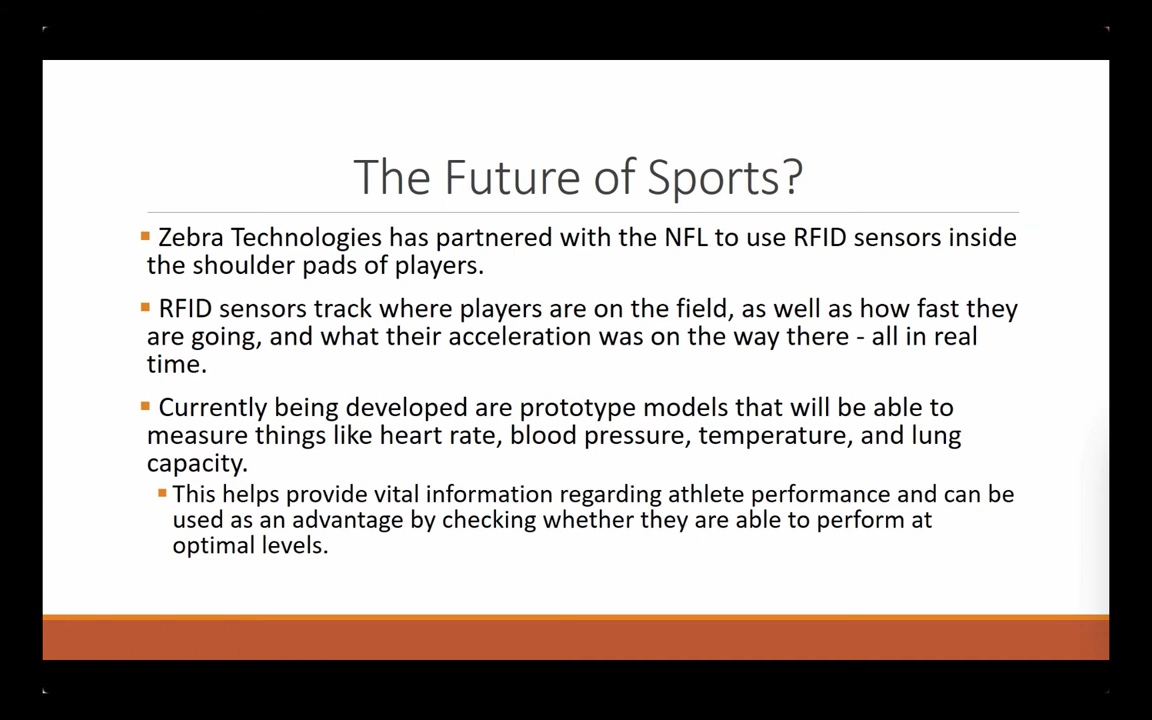 The Future of Sports?
▪ Zebra Technologies has partnered with the NFL to use RFID sensors inside
the shoulder pads of players.
▪ RFID sensors track where players are on the field, as well as how fast they
are going, and what their acceleration was on the way there - all in real
time.
▪ Currently being developed are prototype models that will be able to
measure things like heart rate, blood pressure, temperature, and lung
capacity.
▪ This helps provide vital information regarding athlete performance and can be
used as an advantage by checking whether they are able to perform at
optimal levels.